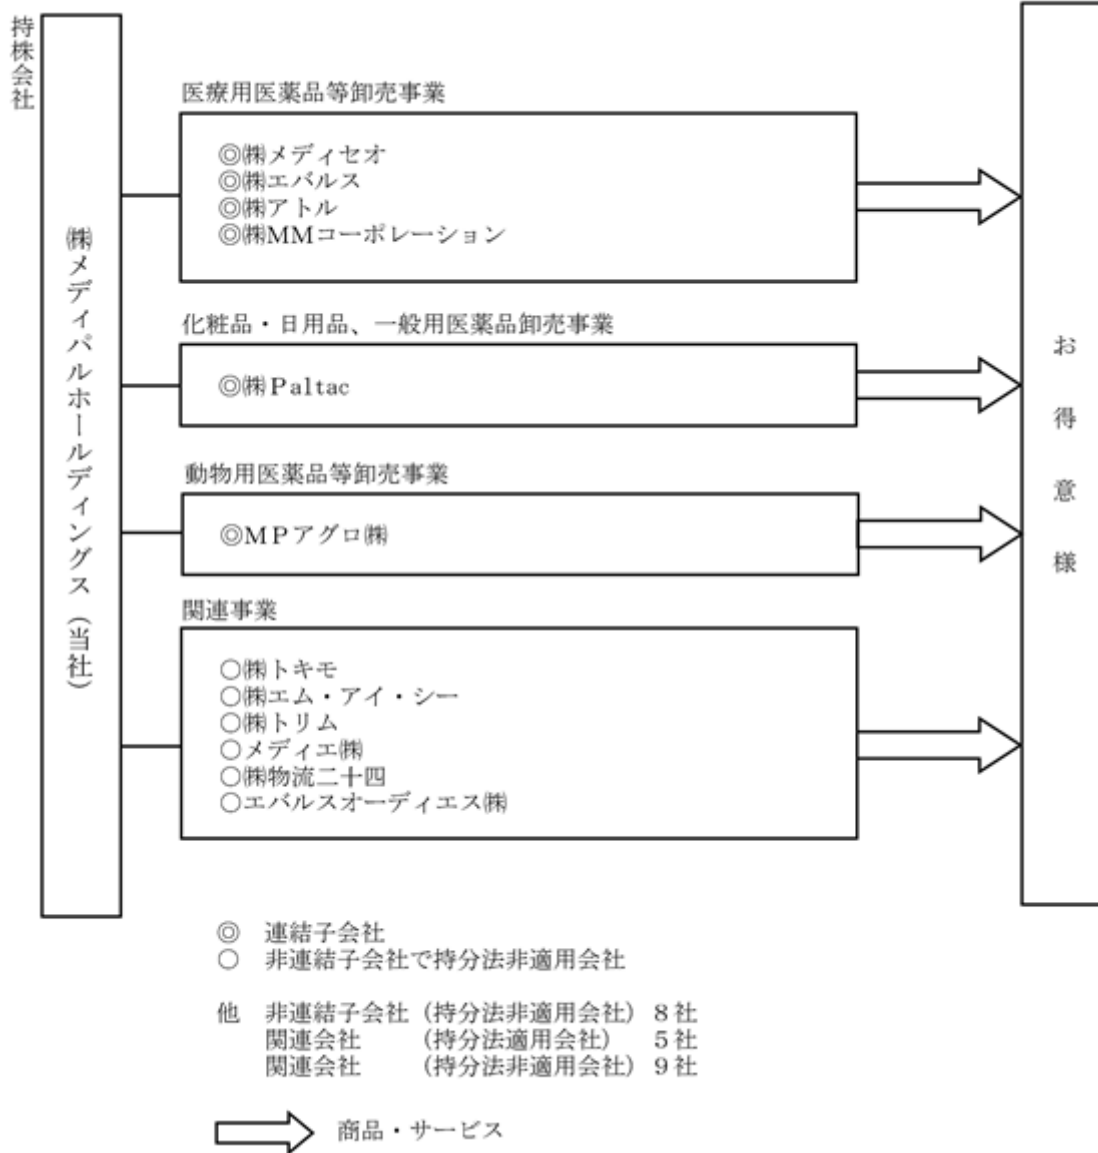 持株会社
㈱メディパルホールディングス（当社）
医療用医薬品等卸売事業
◎㈱メディセオ
◎㈱エバルス
◎㈱アトル
◎㈱MMコーポレーション
化粧品・日用品、一般用医薬品卸売事業
◎㈱Ｐaltac
動物用医薬品等卸売事業
◎ＭＰアグロ㈱
関連事業
○㈱トキモ
○㈱エム・アイ・シー
○㈱トリム
○メディエ㈱
○㈱物流二十四
○エバルスオーディエス㈱
お得意様
◎　連結子会社
○　非連結子会社で持分法非適用会社
他　非連結子会社（持分法非適用会社）８社
関連会社　　（持分法適用会社）　５社
関連会社　　（持分法非適用会社）９社
商品・サービス